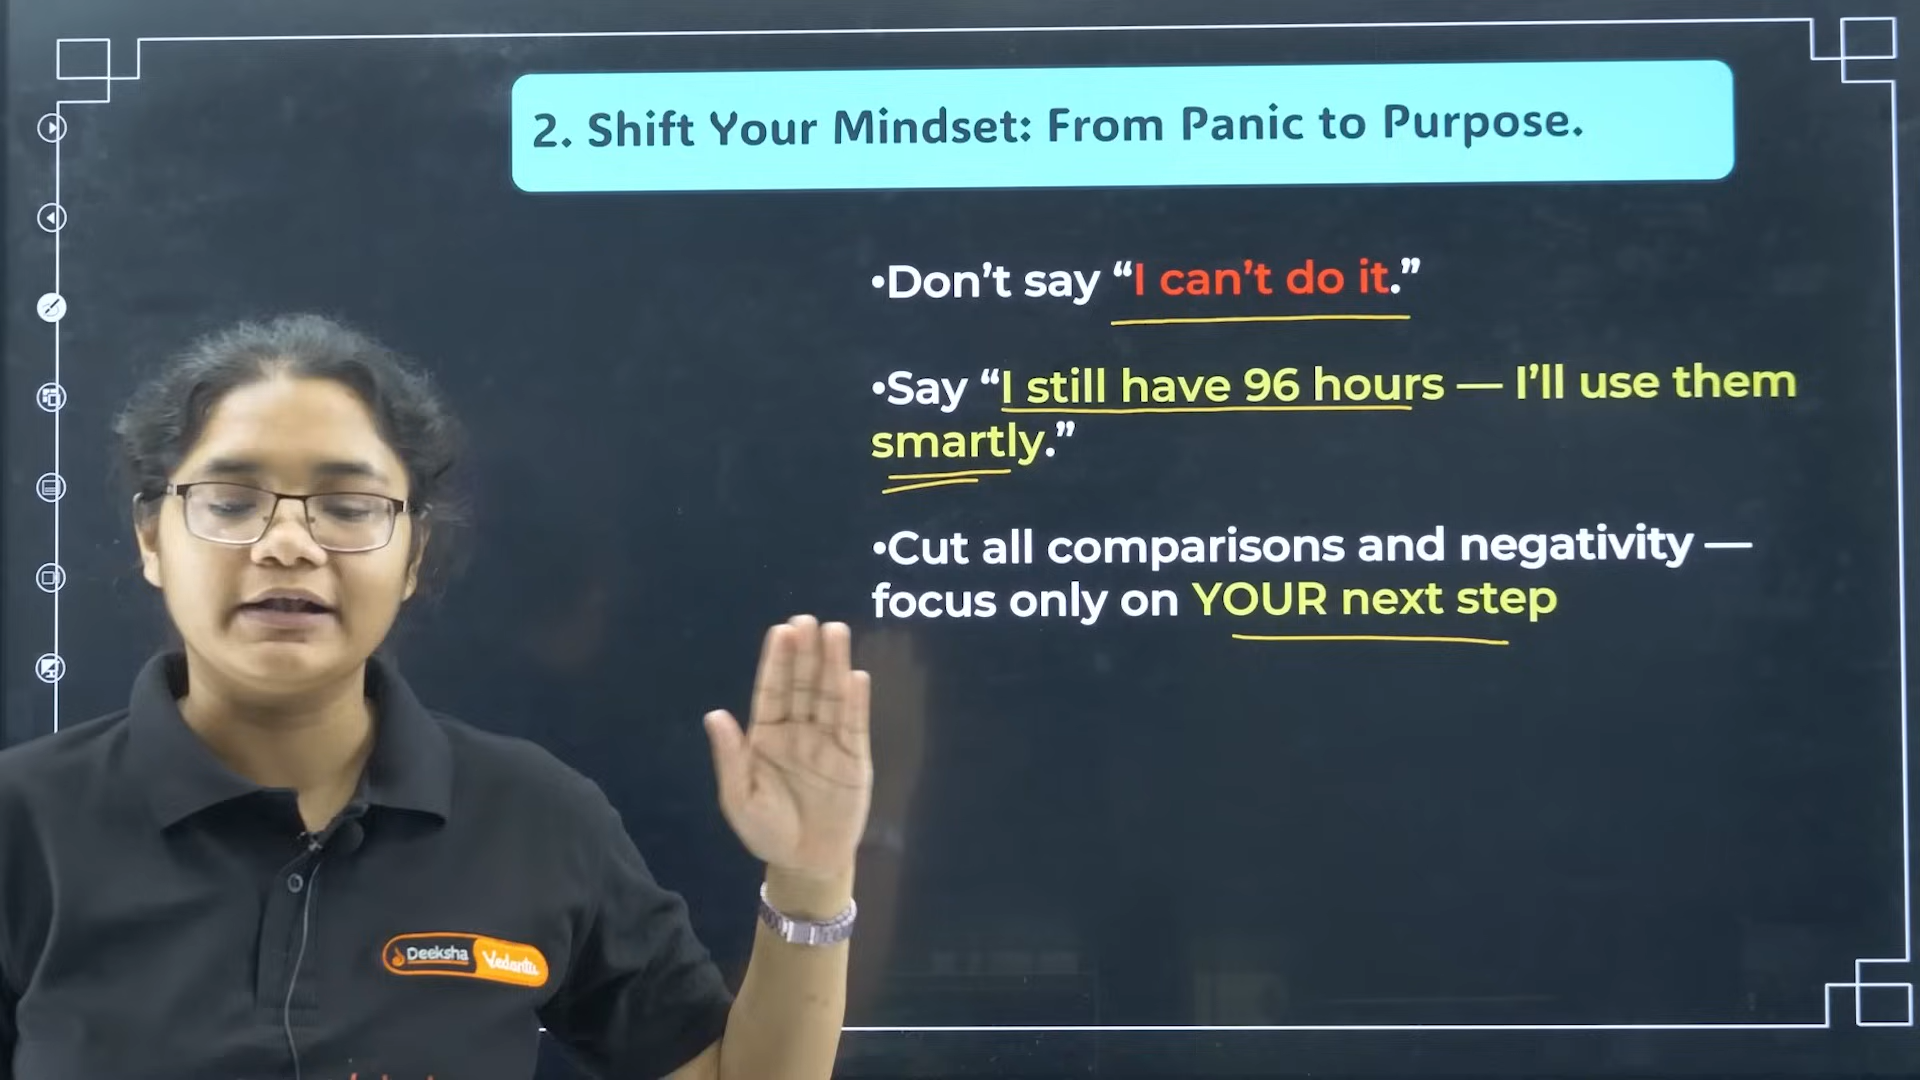 2. Shift Your Mindset: From Panic to Purpose.
•Don't say “I can't do it.”
•Say “I still have 96 hours — I'll use them
smartly.”
•Cut all comparisons and negativity —
focus only on YOUR next step
Deeksha Vedantu